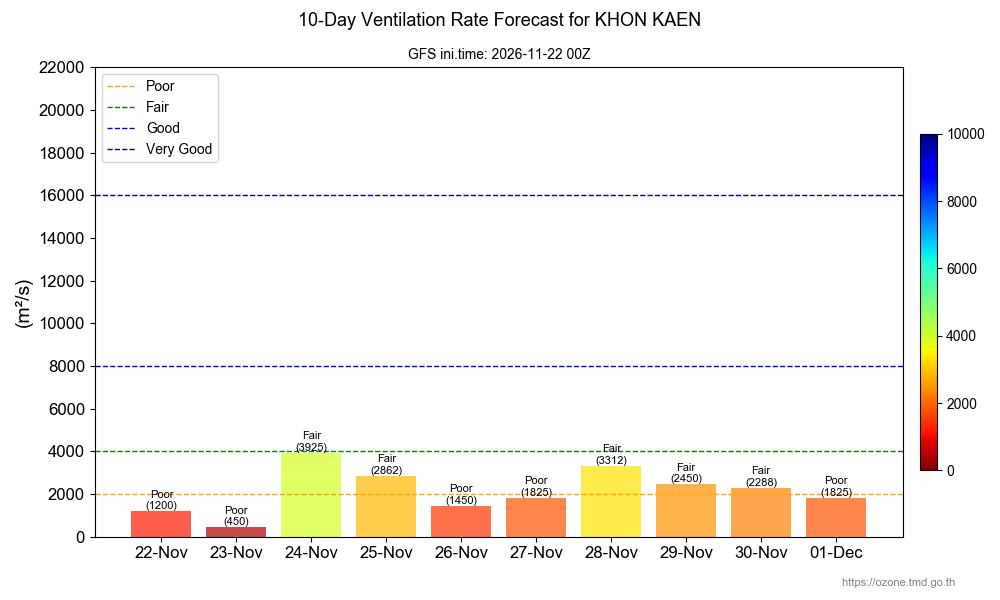 10-Day Ventilation Rate Forecast for KHON KAEN
GFS ini.time: 2026-11-22 00Z
(m²/s)
22000
20000
18000
16000
14000
12000
10000
8000
6000
4000
2000
0
Poor
Fair
Good
Very Good
Poor
(1200)
Poor
(450)
Fair
(3925)
Fair
(2862)
Poor
(1450)
Poor
(1825)
Fair
(3312)
Fair
(2450)
Fair
(2288)
Poor
(1825)
22-Nov 23-Nov 24-Nov 25-Nov 26-Nov 27-Nov 28-Nov 29-Nov 30-Nov 01-Dec
10000
8000
6000
4000
2000
0
https://ozone.tmd.go.th